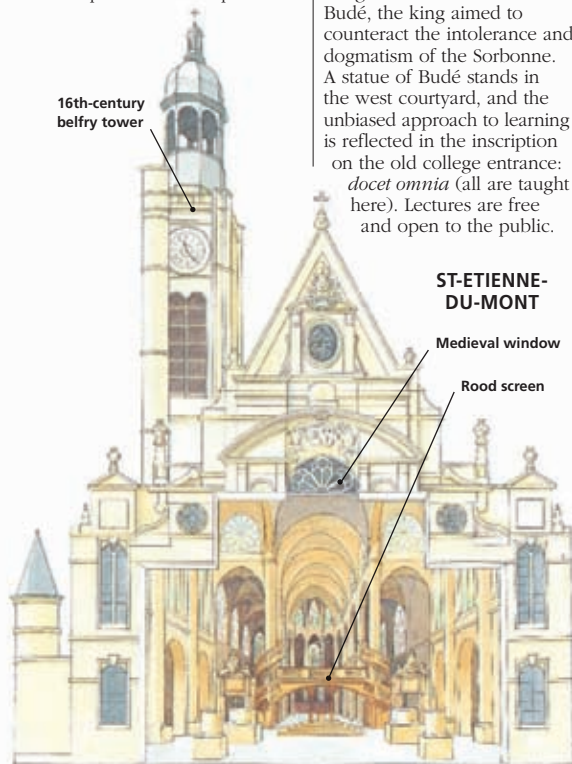 Budé, the king aimed to
counteract the intolerance and
dogmatism of the Sorbonne.
A statue of Budé stands in
the west courtyard, and the
unbiased approach to learning
is reflected in the inscription
on the old college entrance:
docet omnia (all are taught
here). Lectures are free
and open to the public.
16th-century
belfry tower
ST-ETIENNE-
DU-MONT
Medieval window
Rood screen